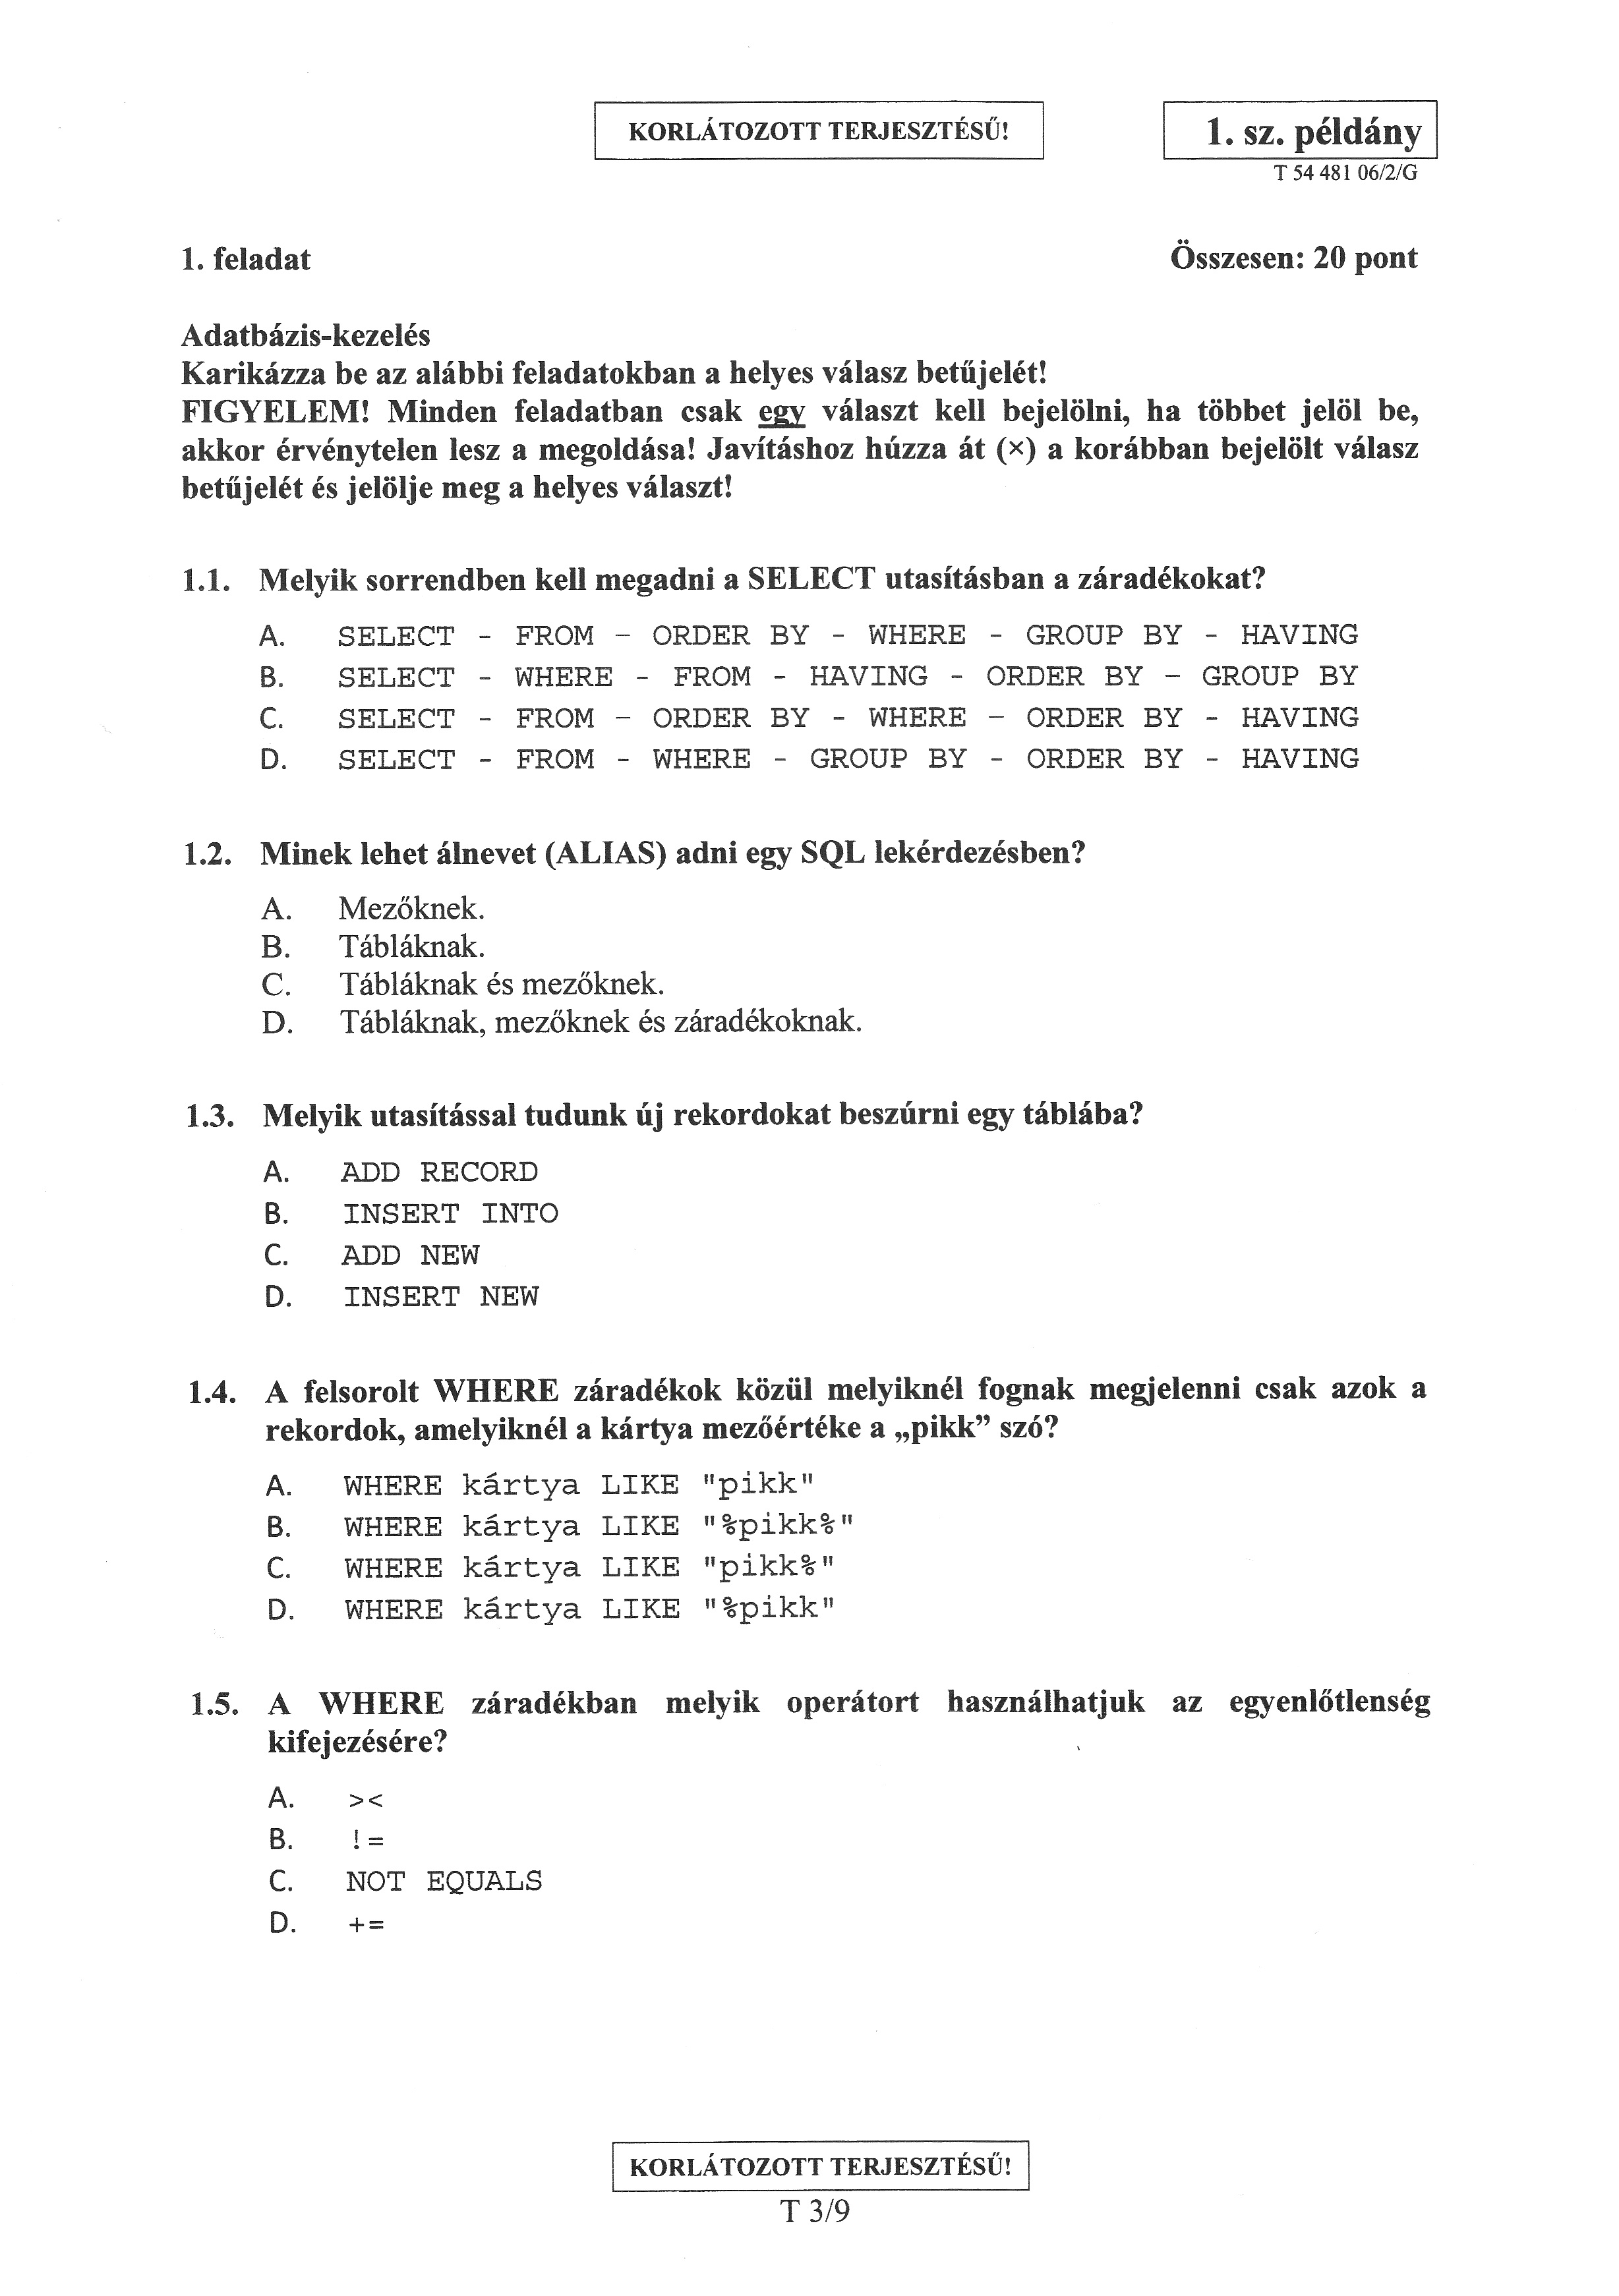 KORLÁTOZOTT TERJESZTÉSŰ!
1. sz. példány
T 54 481 06/2/G
1. feladat Összesen: 20 pont
Adatbázis-kezelés
Karikázza be az alábbi feladatokban a helyes válasz betűjelét!
FIGYELEM! Minden feladatban csak egy választ kell bejelölni, ha többet jelöl be,
akkor érvénytelen lesz a megoldása! Javításhoz húzza át (×) a korábban bejelölt válasz
betűjelét és jelölje meg a helyes választ!
1.1. Melyik sorrendben kell megadni a SELECT utasításban a záradékokat?
A. SELECT - FROM – ORDER BY - WHERE - GROUP BY - HAVING
B. SELECT - WHERE - FROM - HAVING - ORDER BY – GROUP BY
C. SELECT - FROM – ORDER BY - WHERE – ORDER BY - HAVING
D. SELECT - FROM - WHERE - GROUP BY - ORDER BY - HAVING
1.2. Minek lehet álnevet (ALIAS) adni egy SQL lekérdezésben?
A. Mezőknek.
B. Tábláknak.
C. Tábláknak és mezőknek.
D. Tábláknak, mezőknek és záradékoknak.
1.3. Melyik utasítással tudunk új rekordokat beszúrni egy táblába?
A. ADD RECORD
B. INSERT INTO
C. ADD NEW
D. INSERT NEW
1.4. A felsorolt WHERE záradékok közül melyiknél fognak megjelenni csak azok a
rekordok, amelyiknél a kártya mezőértéke a „pikk” szó?
A. WHERE kártya LIKE "pikk"
B. WHERE kártya LIKE "%pikk%"
C. WHERE kártya LIKE "pikk%"
D. WHERE kártya LIKE "%pikk"
1.5. A WHERE záradékban melyik operátort használhatjuk az egyenlőtlenség
kifejezésére?
A. ><
B. !=
C. NOT EQUALS
D. +=
KORLÁTOZOTT TERJESZTÉSŰ!
T 3/9